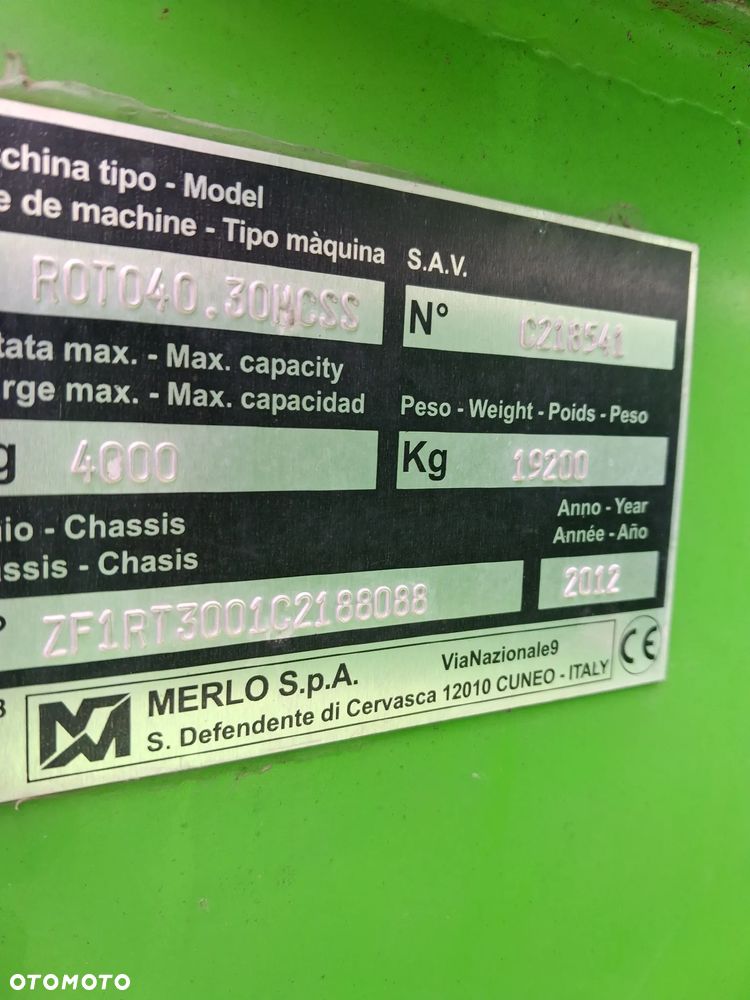 china tipo - Model
e de machine - Tipo màquina
S.A.V.
ROTO40.30MCSS
N° C218541
tata max. - Max. capacity
rge max. - Max. capacidad
Peso - Weight - Poids - Peso
g 4000
Kg 19200
io - Chassis
ssis - Chasis
Anno - Year
Année - Año
ZF1RT3001C2188088
2012
MERLO S.p.A.
ViaNazionale9
S. Defendente di Cervasca 12010 CUNEO - ITALY
CE
OTOMOTO